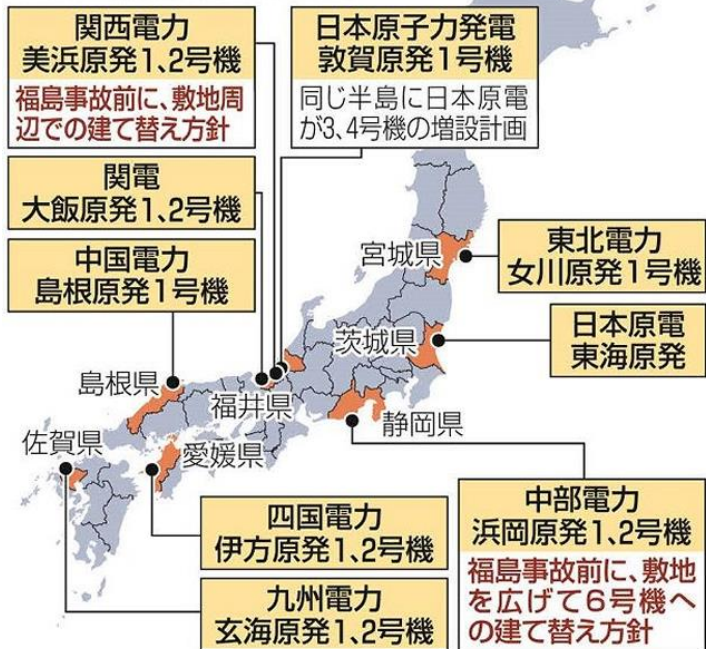 関西電力
美浜原発1、2号機
福島事故前に、敷地周
辺での建て替え方針
日本原子力発電
敦賀原発1号機
同じ半島に日本原電
が3、4号機の増設計画
関電
大飯原発1、2号機
中国電力
島根原発1号機
宮城県
東北電力
女川原発1号機
茨城県
日本原電
東海原発
島根県
福井県
静岡県
佐賀県
愛媛県
四国電力
伊方原発1、2号機
九州電力
玄海原発1、2号機
中部電力
浜岡原発1、2号機
福島事故前に、敷地
を広げて6号機へ
の建て替え方針